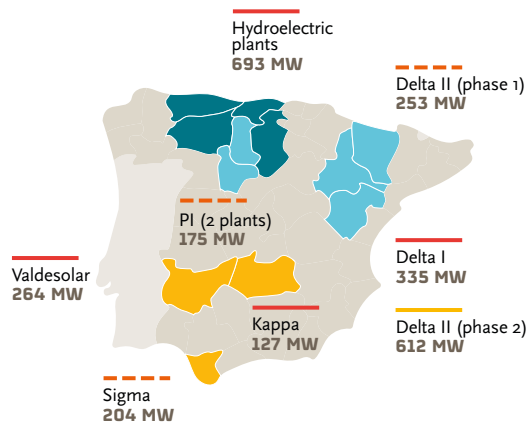 Hydroelectric
plants
693 MW
Delta II (phase 1)
253 MW
PI (2 plants)
175 MW
Valdesolar
264 MW
Delta I
335 MW
Kappa
127 MW
Delta II (phase 2)
612 MW
Sigma
204 MW